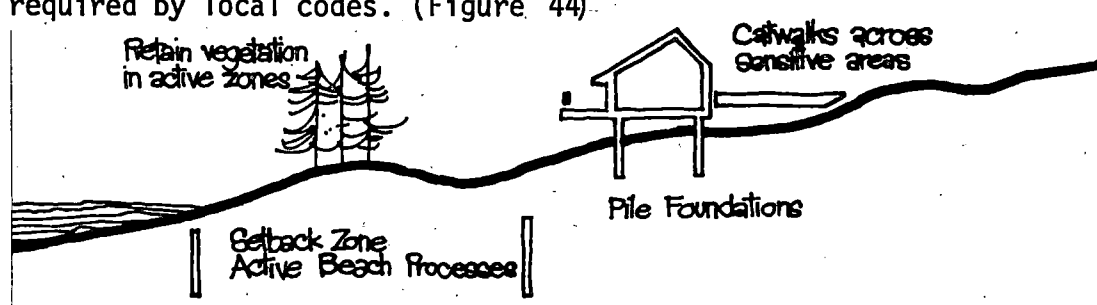 required by local codes. (Figure 44)
Retain vegetation
in active zones
Catwalks across
Sensitive areas
Pile Foundations
Setback Zone
Active Beach Processes